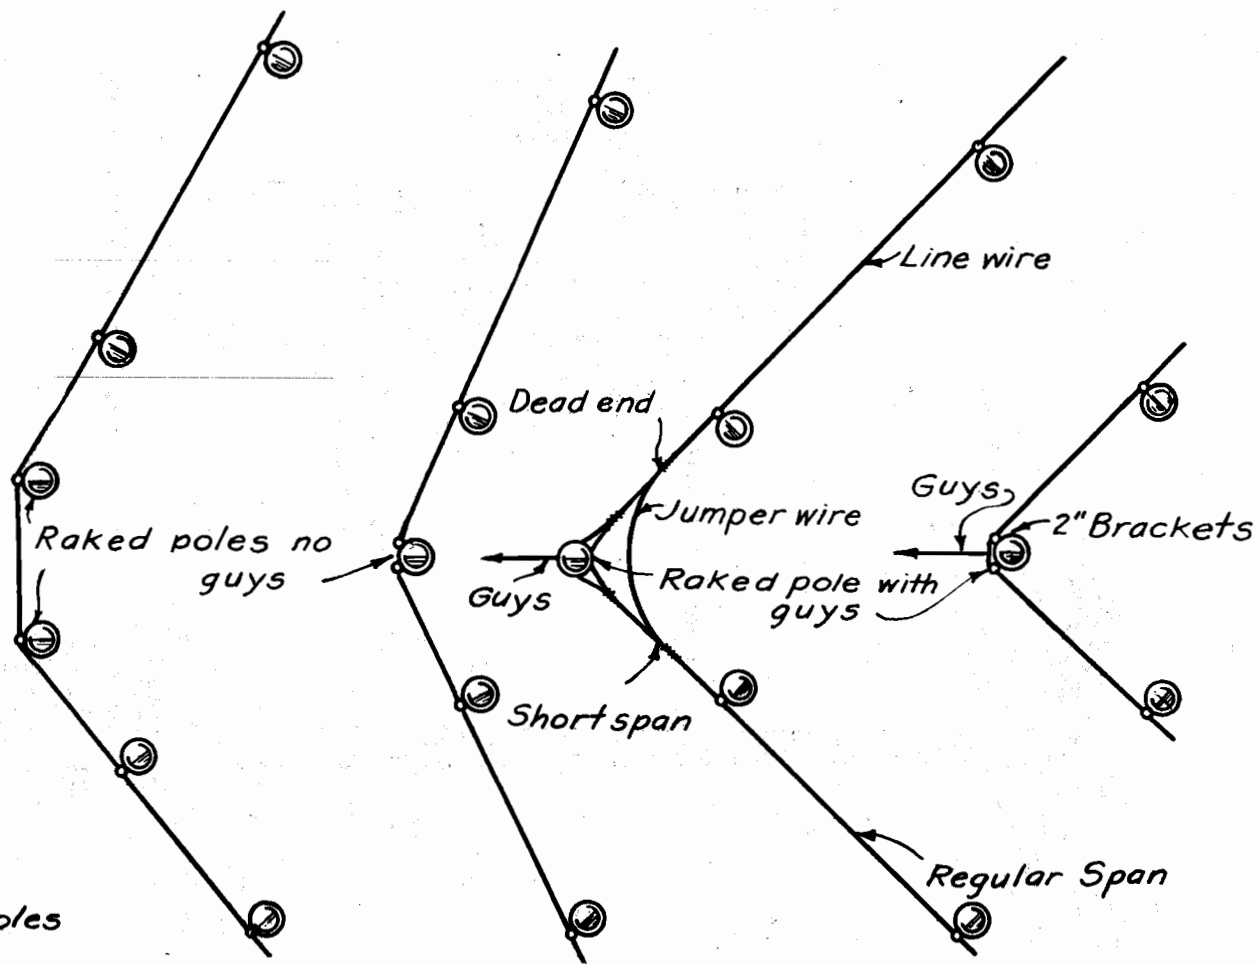 Line wire
Dead end
Jumper wire
Guys
2" Brackets
Raked poles no
guys
Guys
Raked pole with
guys
Short span
Regular Span